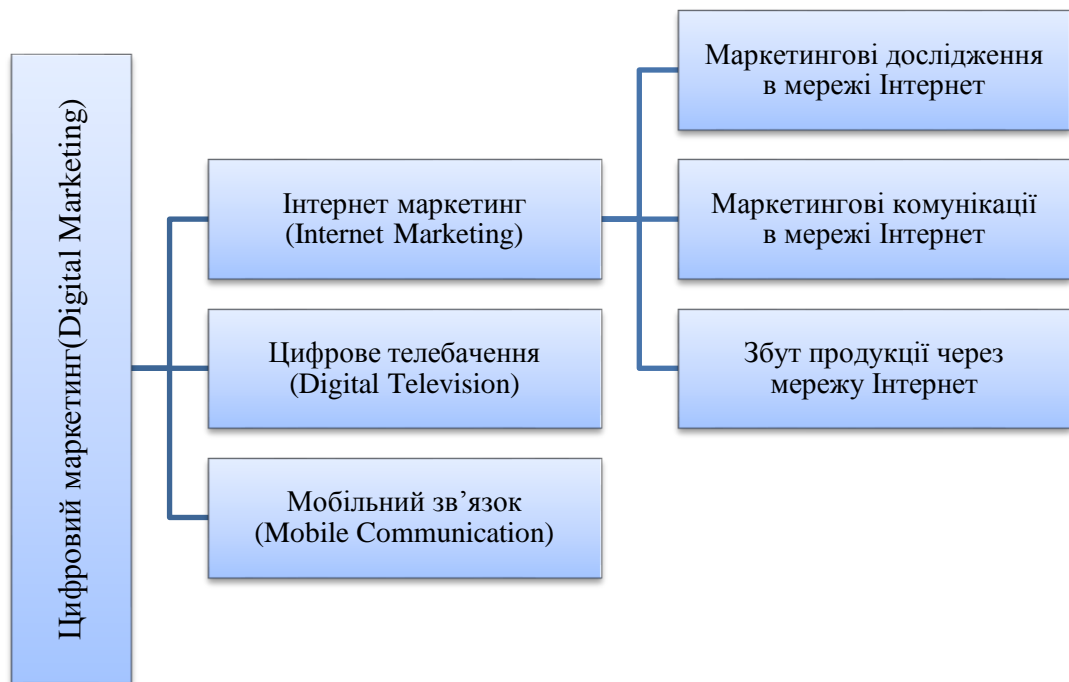 Цифровий маркетинг(Digital Marketing)
Інтернет маркетинг
(Internet Marketing)
Цифрове телебачення
(Digital Television)
Мобільний зв’язок
(Mobile Communication)
Маркетингові дослідження
в мережі Інтернет
Маркетингові комунікації
в мережі Інтернет
Збут продукції через
мережу Інтернет